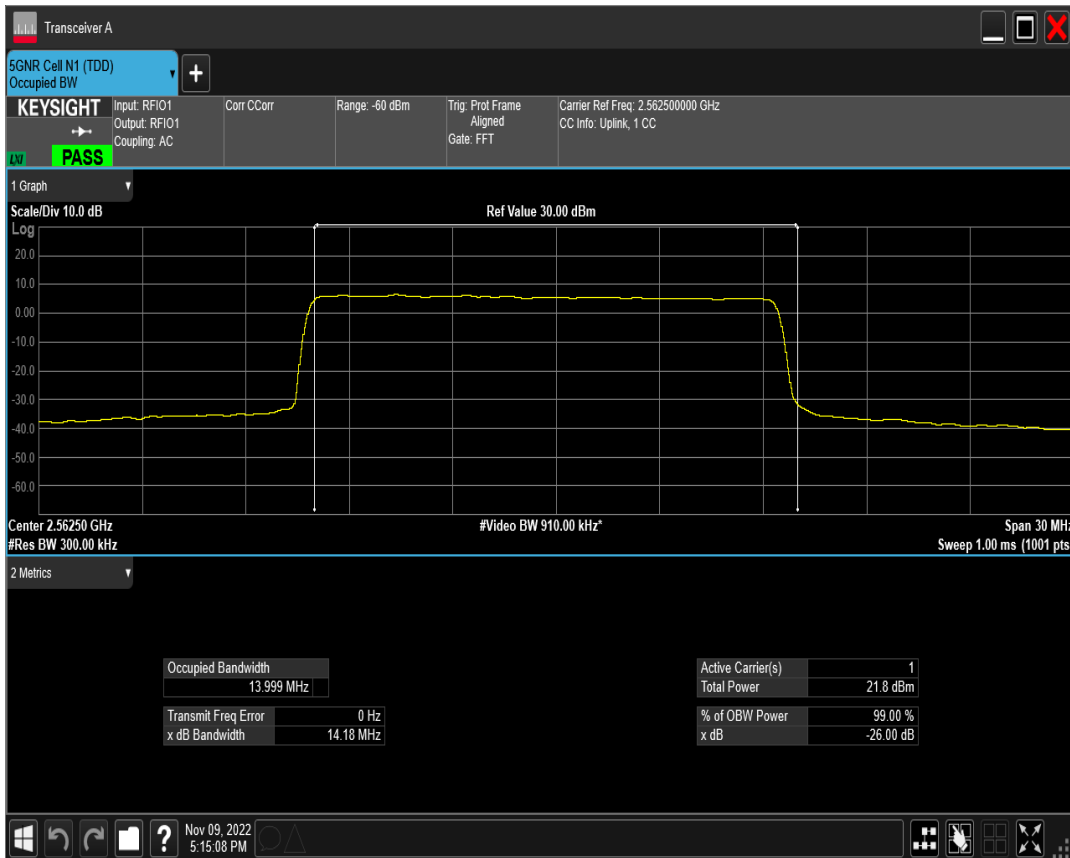 Transceiver A
5GNR Cell N1 (TDD)
Occupied BW
+
KEYSIGHT
LXI
PASS
Input: RFIO1
Output: RFIO1
Coupling: AC
Corr CCorr
Range: -60 dBm
Trig: Prot Frame
Aligned
Gate: FFT
Carrier Ref Freq: 2.562500000 GHz
CC Info: Uplink, 1 CC
1 Graph
Scale/Div 10.0 dB
Ref Value 30.00 dBm
Log
20.0
10.0
0.00
-10.0
-20.0
-30.0
-40.0
-50.0
-60.0
Center 2.56250 GHz
#Video BW 910.00 kHz*
Span 30 MHz
#Res BW 300.00 kHz
Sweep 1.00 ms (1001 pts
2 Metrics
Occupied Bandwidth
13.999 MHz
Transmit Freq Error 0 Hz
x dB Bandwidth 14.18 MHz
Active Carrier(s) 1
Total Power 21.8 dBm
% of OBW Power 99.00 %
x dB -26.00 dB
?
Nov 09, 2022
5:15:08 PM